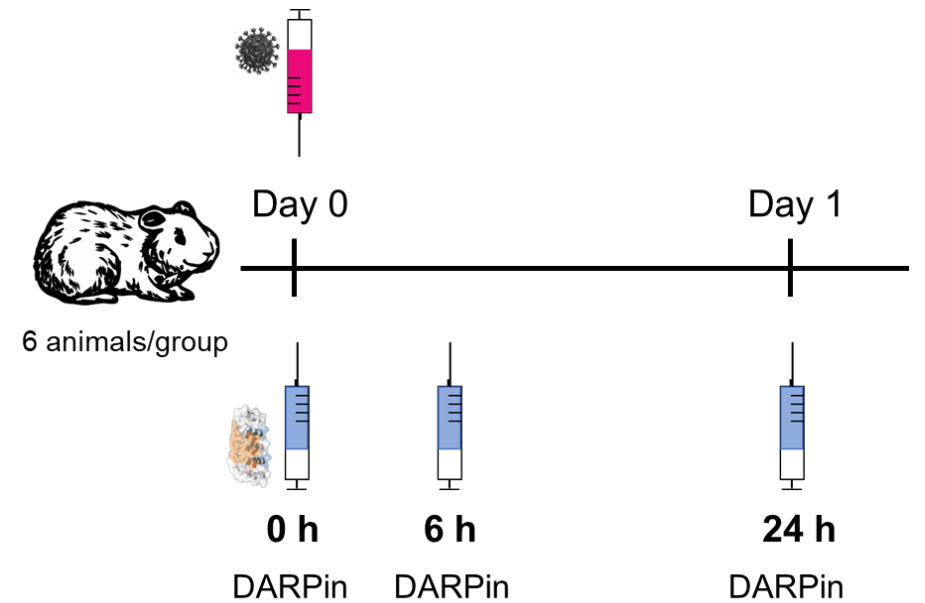 Day 0
Day 1
6 animals/group
0 h
6 h
24 h
DARPin
DARPin
DARPin